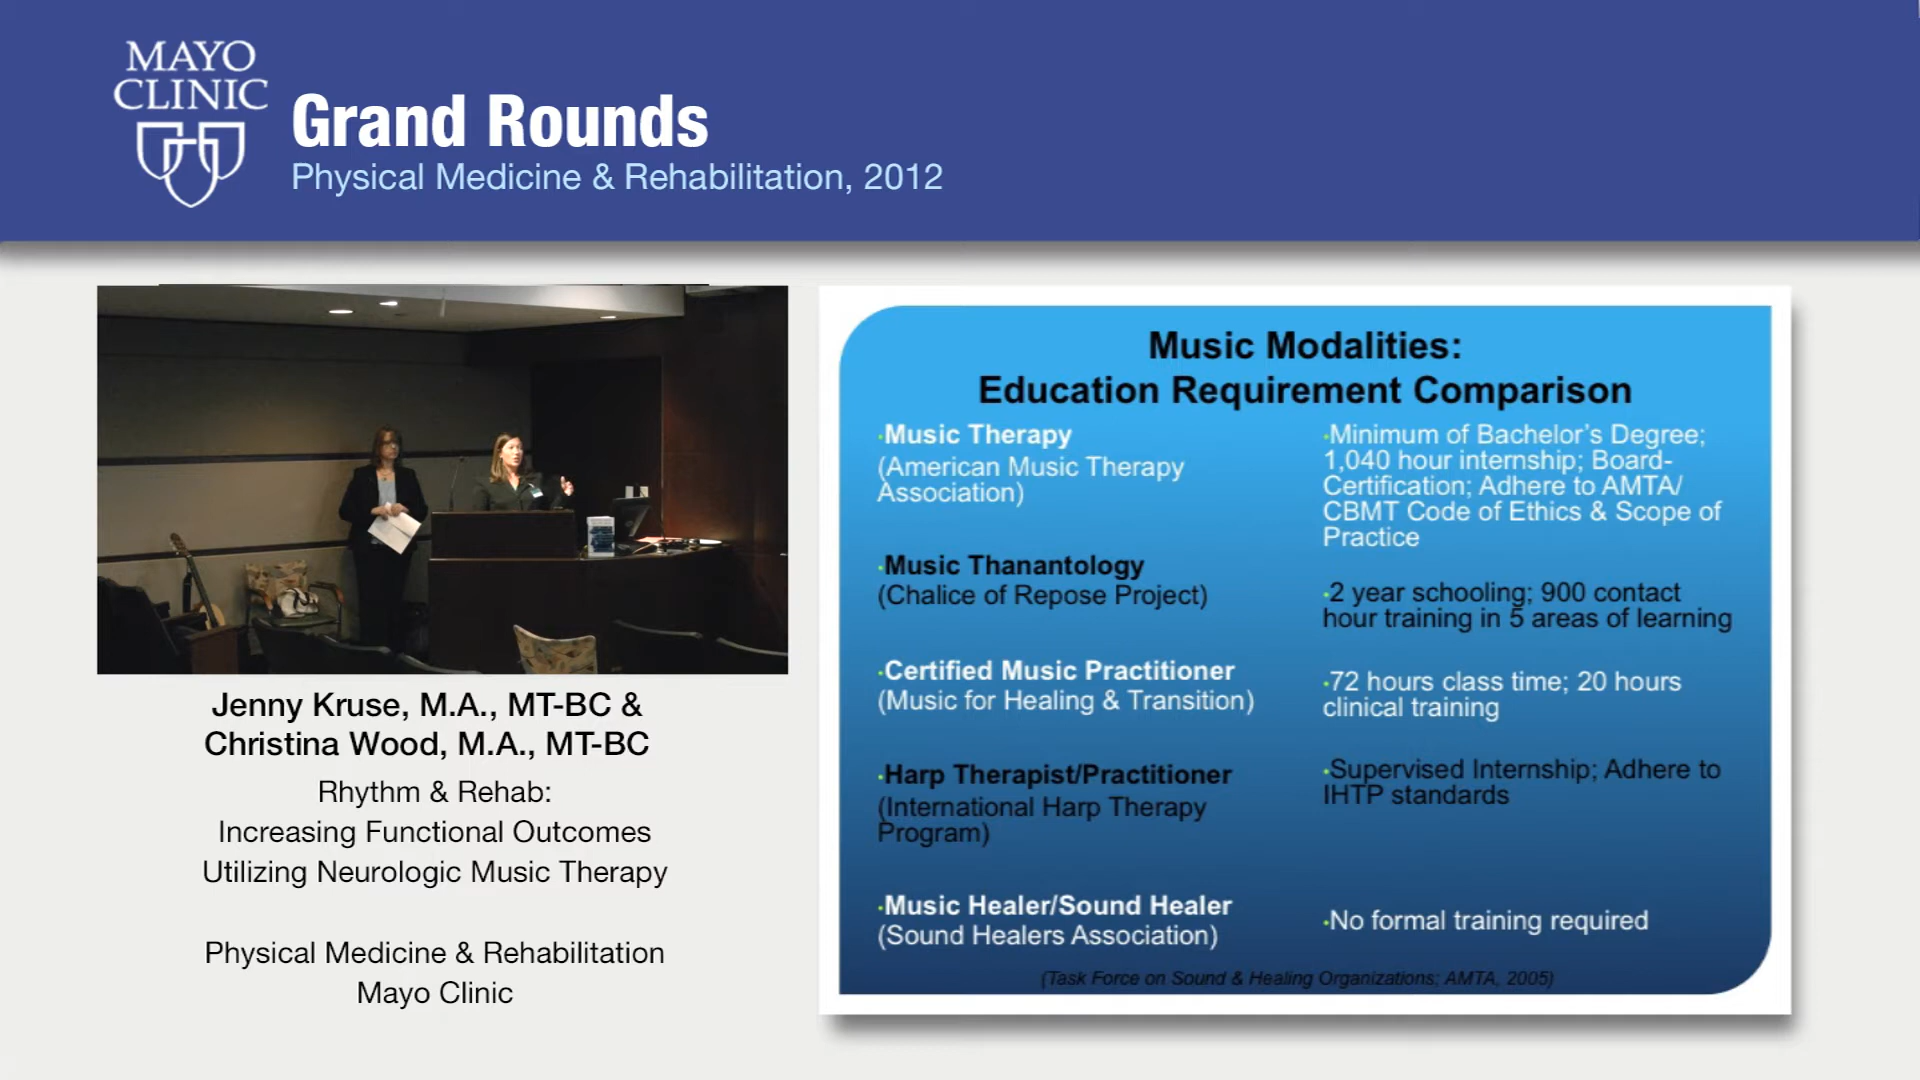 MAYO
CLINIC
Grand Rounds
Physical Medicine & Rehabilitation, 2012
Jenny Kruse, M.A., MT-BC &
Christina Wood, M.A., MT-BC
Rhythm & Rehab:
Increasing Functional Outcomes
Utilizing Neurologic Music Therapy
Physical Medicine & Rehabilitation
Mayo Clinic
Music Modalities:
Education Requirement Comparison
•Music Therapy
(American Music Therapy
Association)
•Minimum of Bachelor’s Degree;
1,040 hour internship; Board-
Certification; Adhere to AMTA/
CBMT Code of Ethics & Scope of
Practice
•Music Thanantology
(Chalice of Repose Project)
•2 year schooling; 900 contact
hour training in 5 areas of learning
•Certified Music Practitioner
(Music for Healing & Transition)
•72 hours class time; 20 hours
clinical training
•Harp Therapist/Practitioner
(International Harp Therapy
Program)
•Supervised Internship; Adhere to
IHTP standards
•Music Healer/Sound Healer
(Sound Healers Association)
•No formal training required
(Task Force on Sound & Healing Organizations; AMTA, 2005)